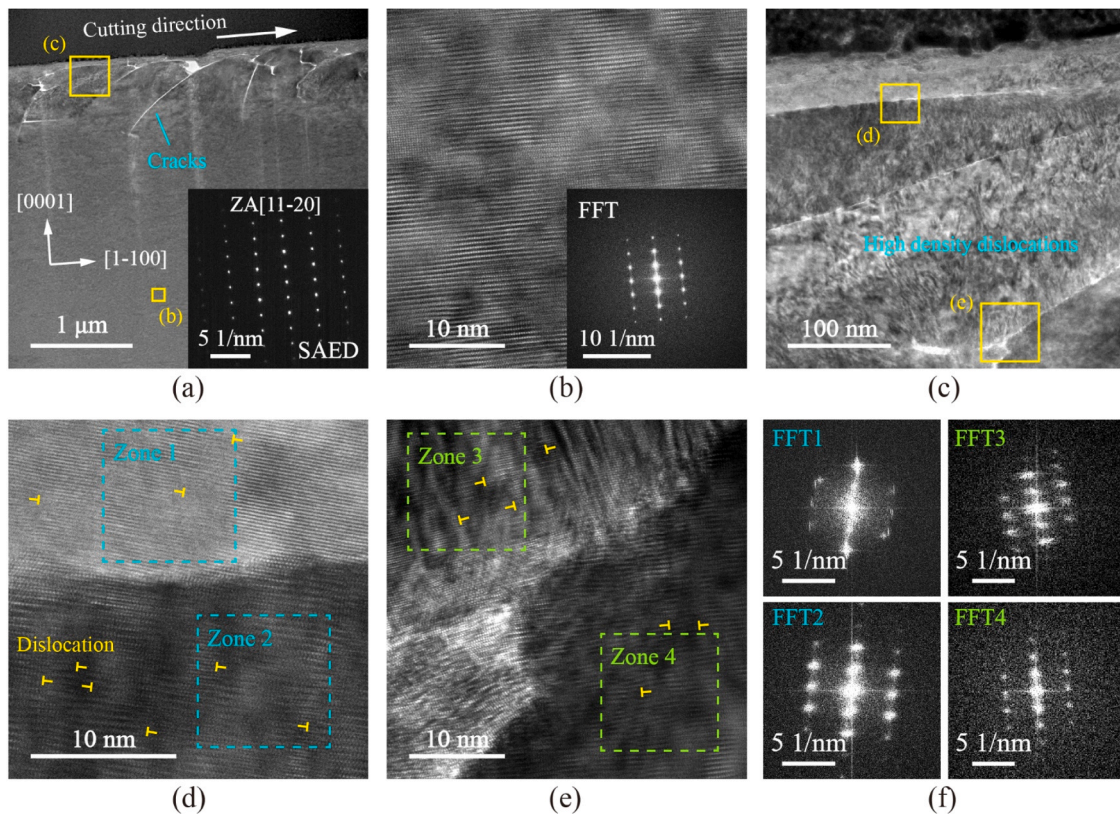 Cutting direction
(c)
Cracks
[0001]
[1-100]
(b)
1 μm
ZA[11-20]
5 1/nm
SAED
(a)
FFT
10 nm
10 1/nm
(b)
(d)
High density dislocations
(e)
100 nm
(c)
Zone 1
Dislocation
Zone 2
10 nm
(d)
Zone 3
Zone 4
10 nm
(e)
FFT1
5 1/nm
FFT3
5 1/nm
FFT2
5 1/nm
FFT4
5 1/nm
(f)